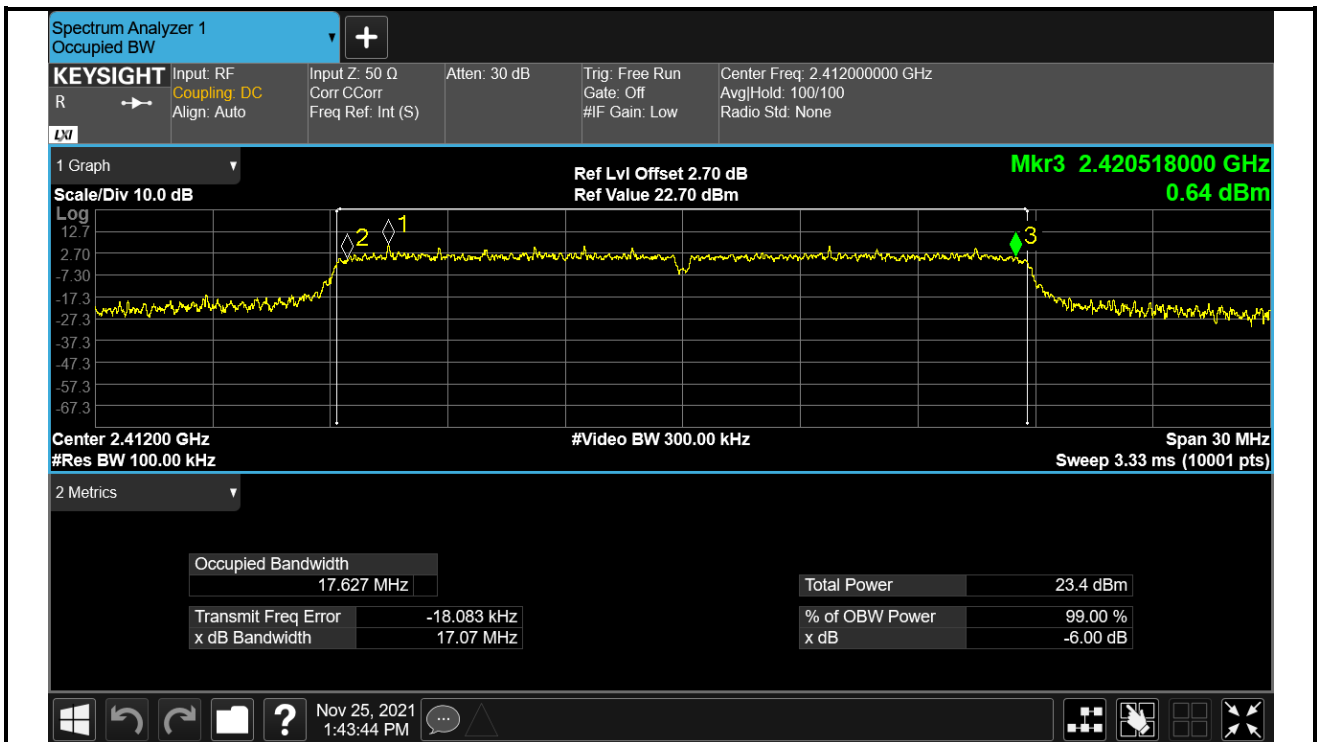 Spectrum Analyzer 1
Occupied BW
KEYSIGHT
R
LXI
Input: RF
Coupling: DC
Align: Auto
Input Z: 50 Ω
Corr CCorr
Freq Ref: Int (S)
Atten: 30 dB
Trig: Free Run
Gate: Off
#IF Gain: Low
Center Freq: 2.412000000 GHz
Avg|Hold: 100/100
Radio Std: None
1 Graph
Scale/Div 10.0 dB
Ref Lvl Offset 2.70 dB
Ref Value 22.70 dBm
Mkr3 2.420518000 GHz
0.64 dBm
Log
12.7
2.70
-7.30
-17.3
-27.3
-37.3
-47.3
-57.3
-67.3
2
1
3
Center 2.41200 GHz
#Video BW 300.00 kHz
Span 30 MHz
#Res BW 100.00 kHz
Sweep 3.33 ms (10001 pts)
2 Metrics
Occupied Bandwidth
17.627 MHz
Total Power 23.4 dBm
Transmit Freq Error -18.083 kHz
% of OBW Power 99.00 %
x dB Bandwidth 17.07 MHz
x dB -6.00 dB
?
Nov 25, 2021
1:43:44 PM